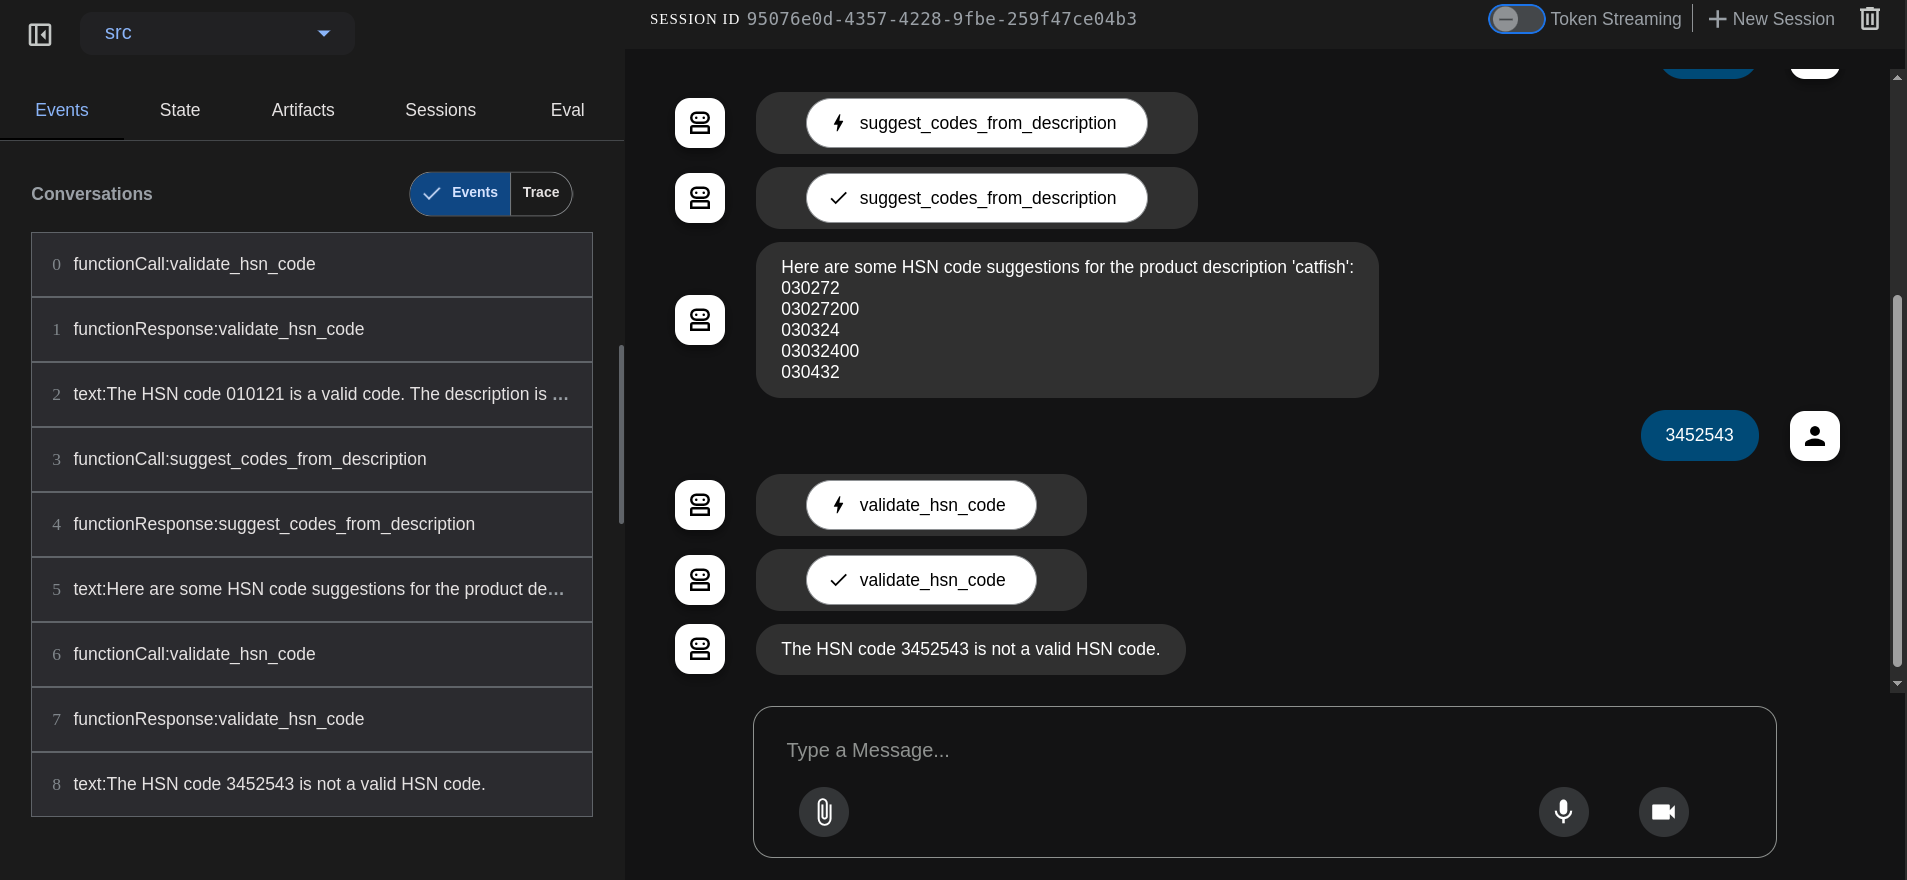 src
SESSION ID 95076e0d-4357-4228-9fbe-259f47ce04b3
Token Streaming
New Session
Events
State
Artifacts
Sessions
Eval
Conversations
Events
Trace
0 functionCall:validate_hsn_code
1 functionResponse:validate_hsn_code
2 text:The HSN code 010121 is a valid code. The description is ...
3 functionCall:suggest_codes_from_description
4 functionResponse:suggest_codes_from_description
5 text:Here are some HSN code suggestions for the product de...
6 functionCall:validate_hsn_code
7 functionResponse:validate_hsn_code
8 text:The HSN code 3452543 is not a valid HSN code.
suggest_codes_from_description
suggest_codes_from_description
Here are some HSN code suggestions for the product description 'catfish':
030272
03027200
030324
03032400
030432
3452543
validate_hsn_code
validate_hsn_code
The HSN code 3452543 is not a valid HSN code.
Type a Message...